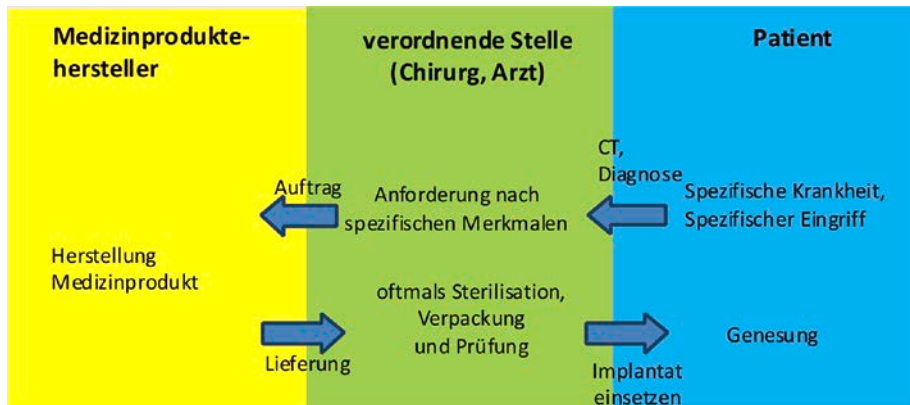 Medizinprodukte-
hersteller
verordnende Stelle
(Chirurg, Arzt)
Patient
CT,
Diagnose
Auftrag
Anforderung nach
spezifischen Merkmalen
Spezifische Krankheit,
Spezifischer Eingriff
Herstellung
Medizinprodukt
oftmals Sterilisation,
Verpackung
und Prüfung
Genesung
Lieferung
Implantat
einsetzen